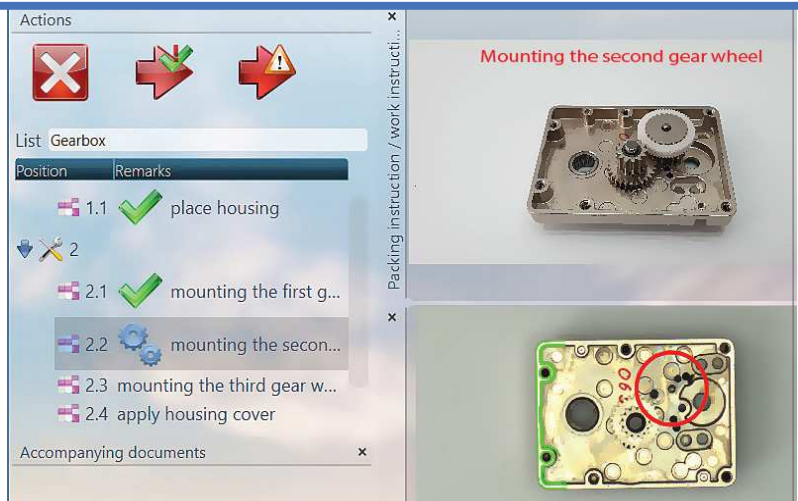 Actions
List Gearbox
Position Remarks
1.1 place housing
2
2.1 mounting the first g...
2.2 mounting the secon...
2.3 mounting the third gear w...
2.4 apply housing cover
Accompanying documents
Packing instruction / work instructi...
Mounting the second gear wheel